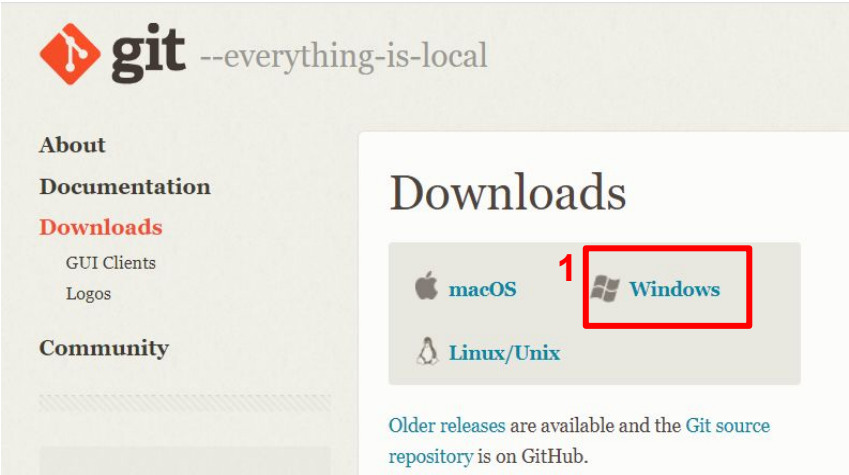 git --everything-is-local
About
Documentation
Downloads
GUI Clients
Logos
Community
Downloads
macOS
1
Windows
Linux/Unix
Older releases are available and the Git source
repository is on GitHub.